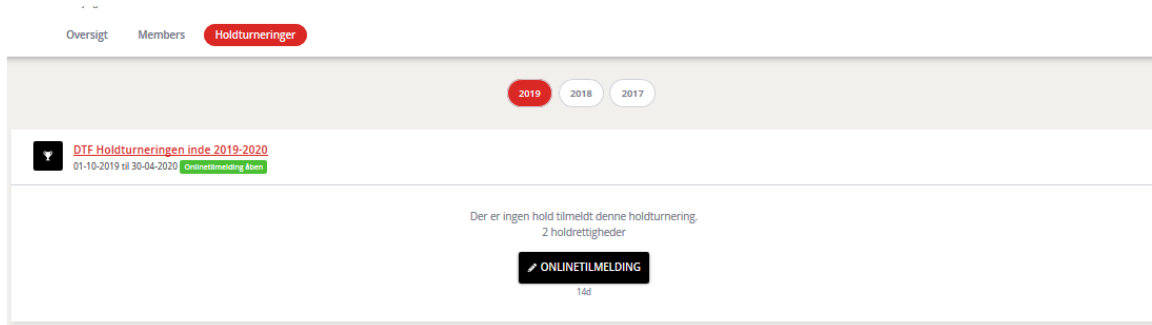 Oversigt Members Holdturneringer
2019 2018 2017
DTF Holdturneringen inde 2019-2020
01-10-2019 til 30-04-2020 Onlinetilmelding åben
Der er ingen hold tilmeldt denne holdturnering.
2 holdrettigheder
ONLINETILMELDING
14d